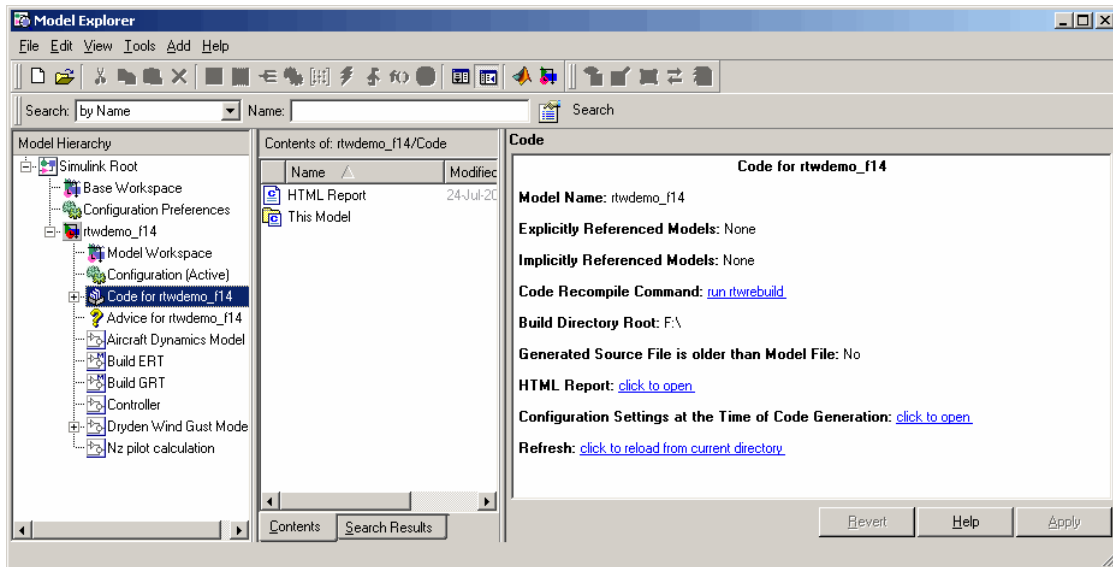 Model Explorer
File Edit View Tools Add Help
Search: by Name Name: Search
Model Hierarchy
Simulink Root
Base Workspace
Configuration Preferences
rtwdemo_f14
Model Workspace
Configuration (Active)
Code for rtwdemo_f14
Advice for rtwdemo_f14
Aircraft Dynamics Model
Build ERT
Build GRT
Controller
Dryden Wind Gust Mode
Nz pilot calculation
Contents of: rtwdemo_f14/Code
Name Modified
HTML Report 24-Jul-20
This Model
Contents Search Results
Code
Code for rtwdemo_f14
Model Name: rtwdemo_f14
Explicitly Referenced Models: None
Implicitly Referenced Models: None
Code Recompile Command: run rtwrebuild
Build Directory Root: F:\
Generated Source File is older than Model File: No
HTML Report: click to open
Configuration Settings at the Time of Code Generation: click to open
Refresh: click to reload from current directory
Revert Help Apply